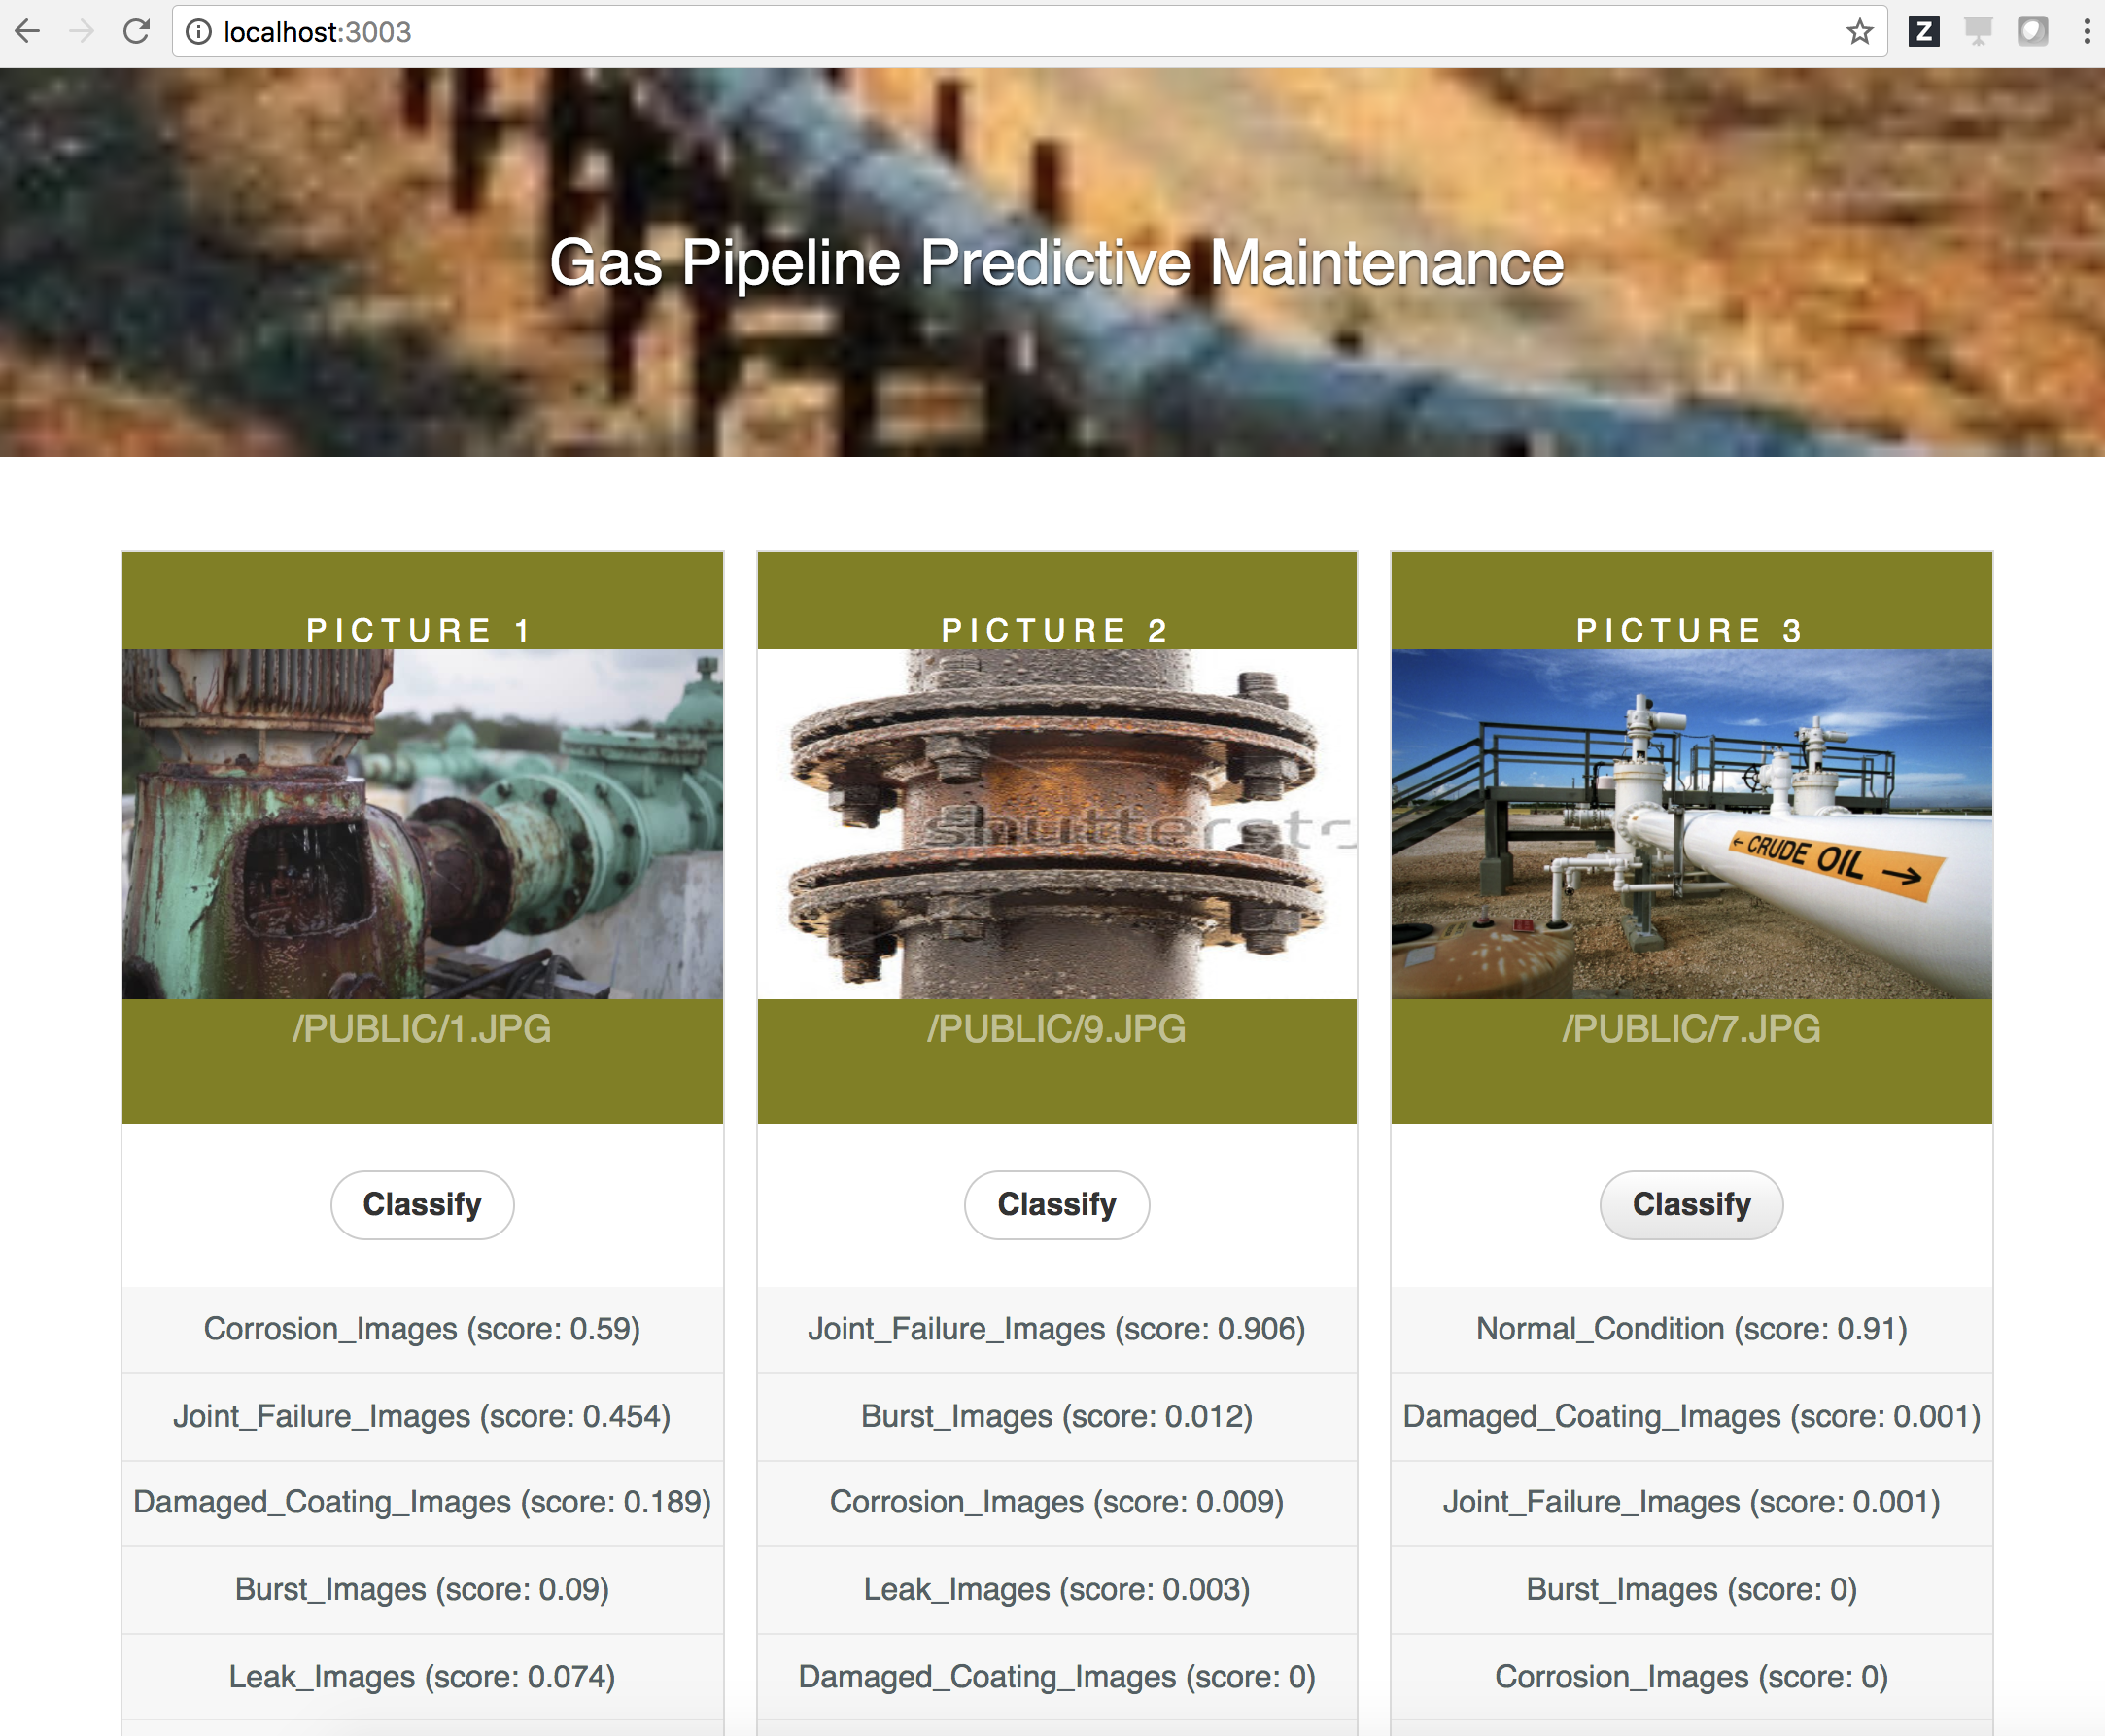 localhost:3003
Z
Gas Pipeline Predictive Maintenance
PICTURE 1
/PUBLIC/1.JPG
Classify
Corrosion_Images (score: 0.59)
Joint_Failure_Images (score: 0.454)
Damaged_Coating_Images (score: 0.189)
Burst_Images (score: 0.09)
Leak_Images (score: 0.074)
PICTURE 2
shutterstc
/PUBLIC/9.JPG
Classify
Joint_Failure_Images (score: 0.906)
Burst_Images (score: 0.012)
Corrosion_Images (score: 0.009)
Leak_Images (score: 0.003)
Damaged_Coating_Images (score: 0)
PICTURE 3
← CRUDE OIL →
/PUBLIC/7.JPG
Classify
Normal_Condition (score: 0.91)
Damaged_Coating_Images (score: 0.001)
Joint_Failure_Images (score: 0.001)
Burst_Images (score: 0)
Corrosion_Images (score: 0)